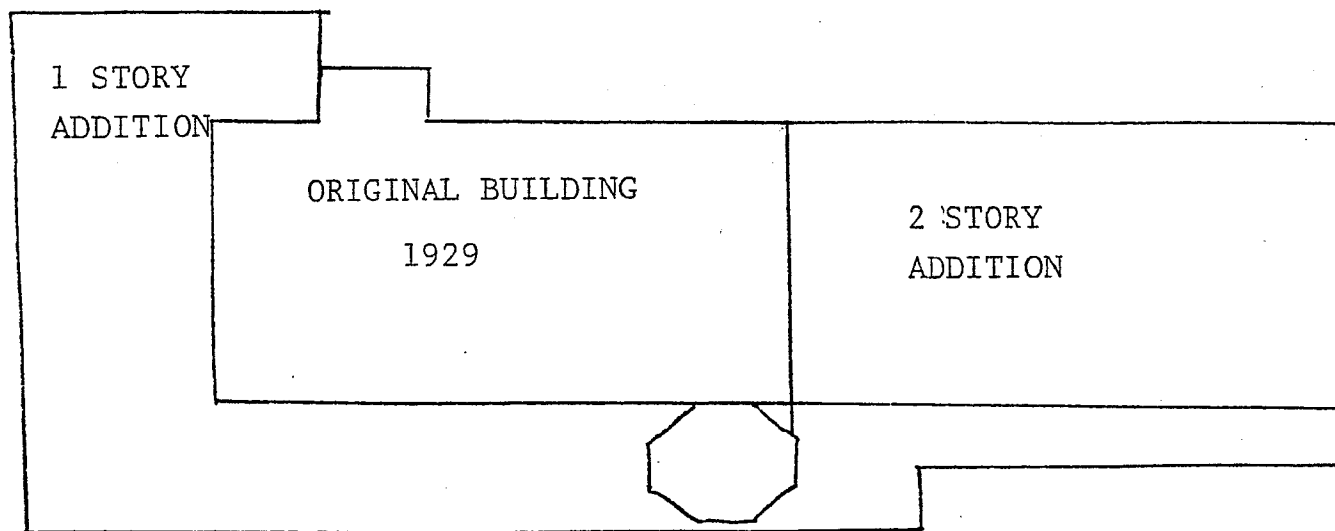 1 STORY
ADDITION
ORIGINAL BUILDING
1929
2 STORY
ADDITION